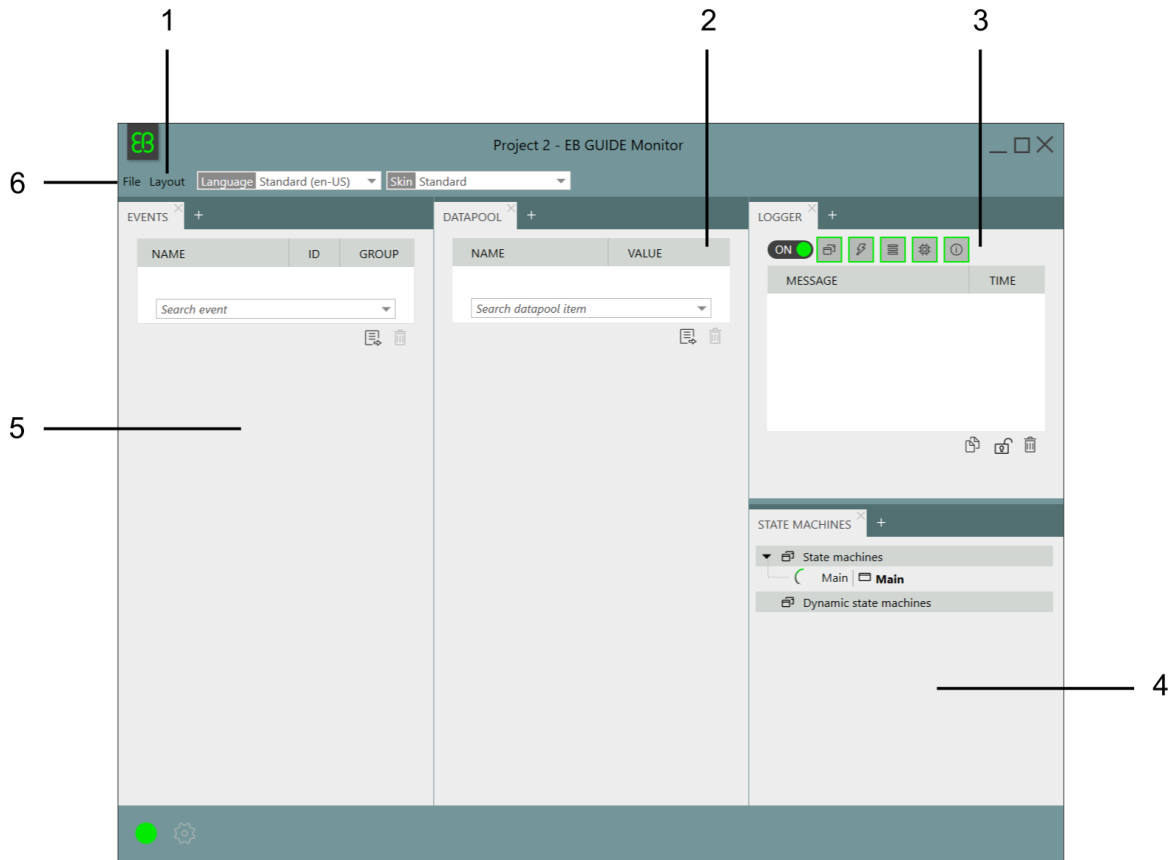 1 2 3
EB
Project 2 - EB GUIDE Monitor
6
File Layout Language Standard (en-US) Skin Standard
EVENTS × +
DATAPOOL × +
LOGGER × +
NAME ID GROUP
Search event
NAME VALUE
Search datapool item
ON
MESSAGE TIME
5
STATE MACHINES × +
State machines
Main Main
Dynamic state machines
4